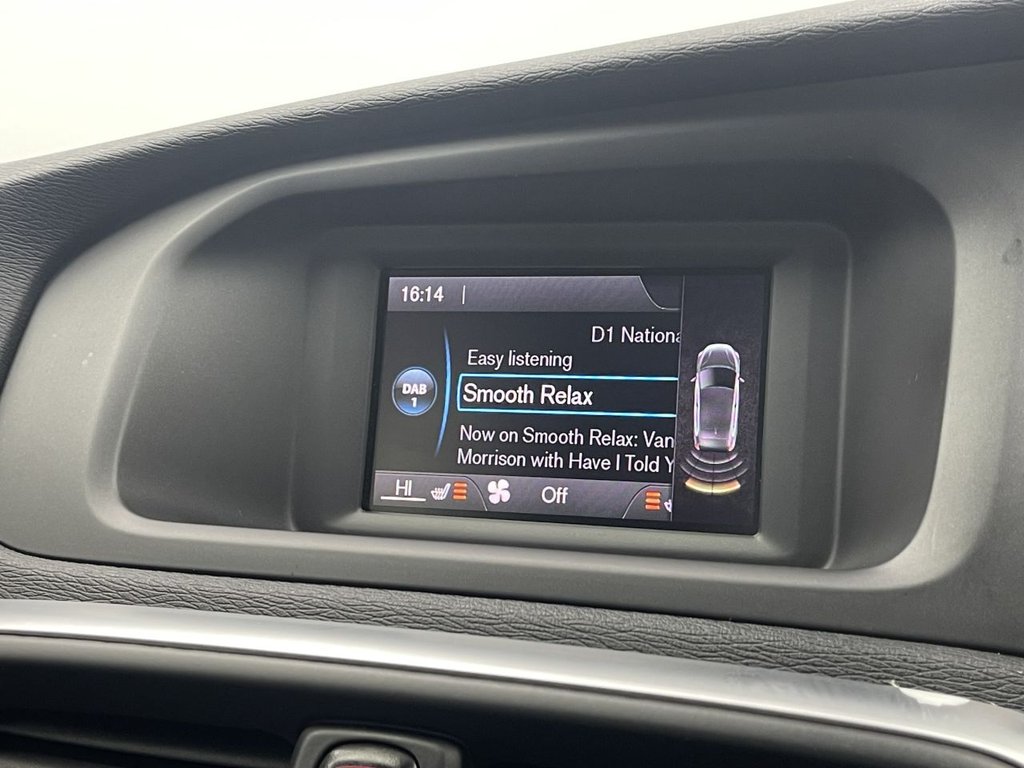 16:14
D1 Nationa
Easy listening
DAB
1
Smooth Relax
Now on Smooth Relax: Van
Morrison with Have I Told Y
HI
Off